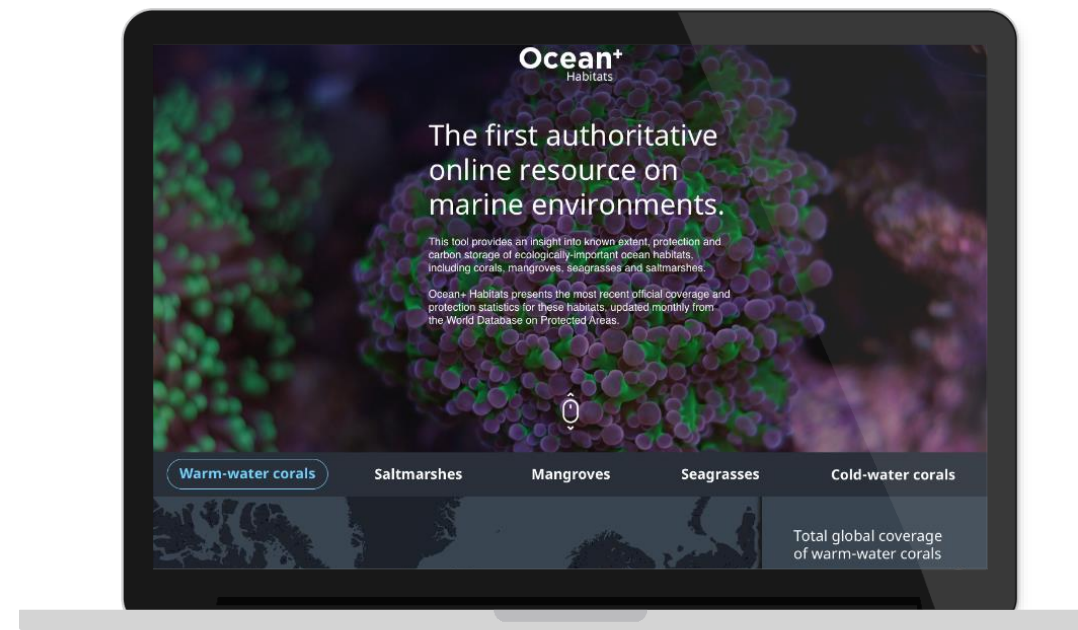 Ocean+
Habitats
The first authoritative
online resource on
marine environments.
This tool provides an insight into known extent, protection and
carbon storage of ecologically-important ocean habitats,
including corals, mangroves, seagrasses and saltmarshes.
Ocean+ Habitats presents the most recent official coverage and
protection statistics for these habitats, updated monthly from
the World Database on Protected Areas.
Warm-water corals
Saltmarshes
Mangroves
Seagrasses
Cold-water corals
Total global coverage
of warm-water corals